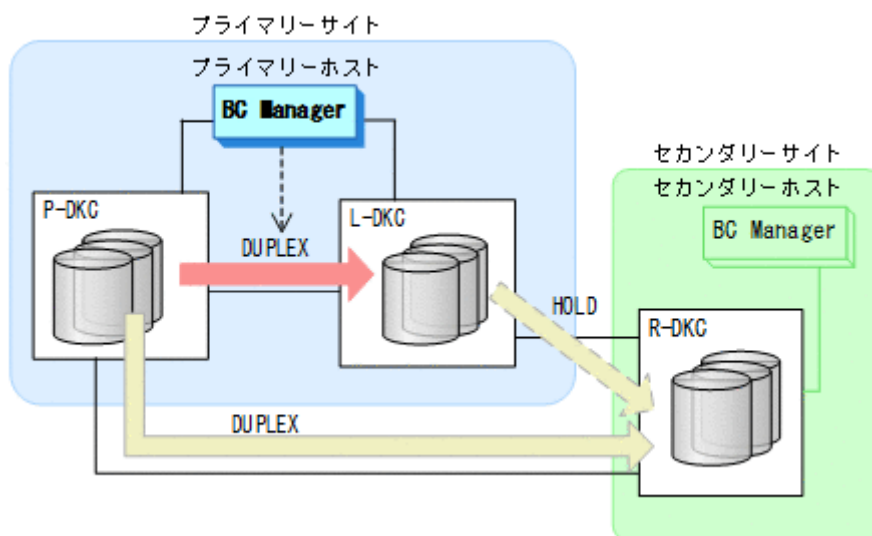 プライマリーサイト
プライマリーホスト
BC Manager
セカンダリーサイト
セカンダリーホスト
BC Manager
P-DKC
L-DKC
DUPLEX
HOLD
R-DKC
DUPLEX